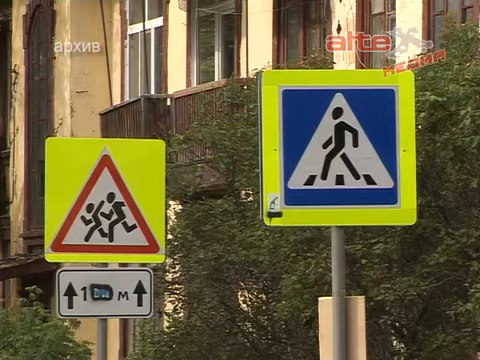 архив
altex
медиа
1 м